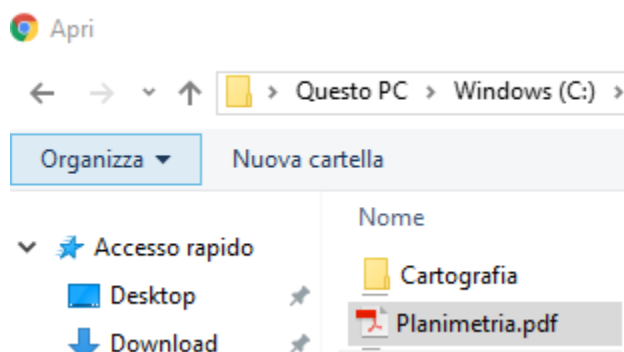 Apri
Questo PC > Windows (C:) >
Organizza Nuova cartella
Nome
Accesso rapido
Cartografia
Desktop
Planimetria.pdf
Download